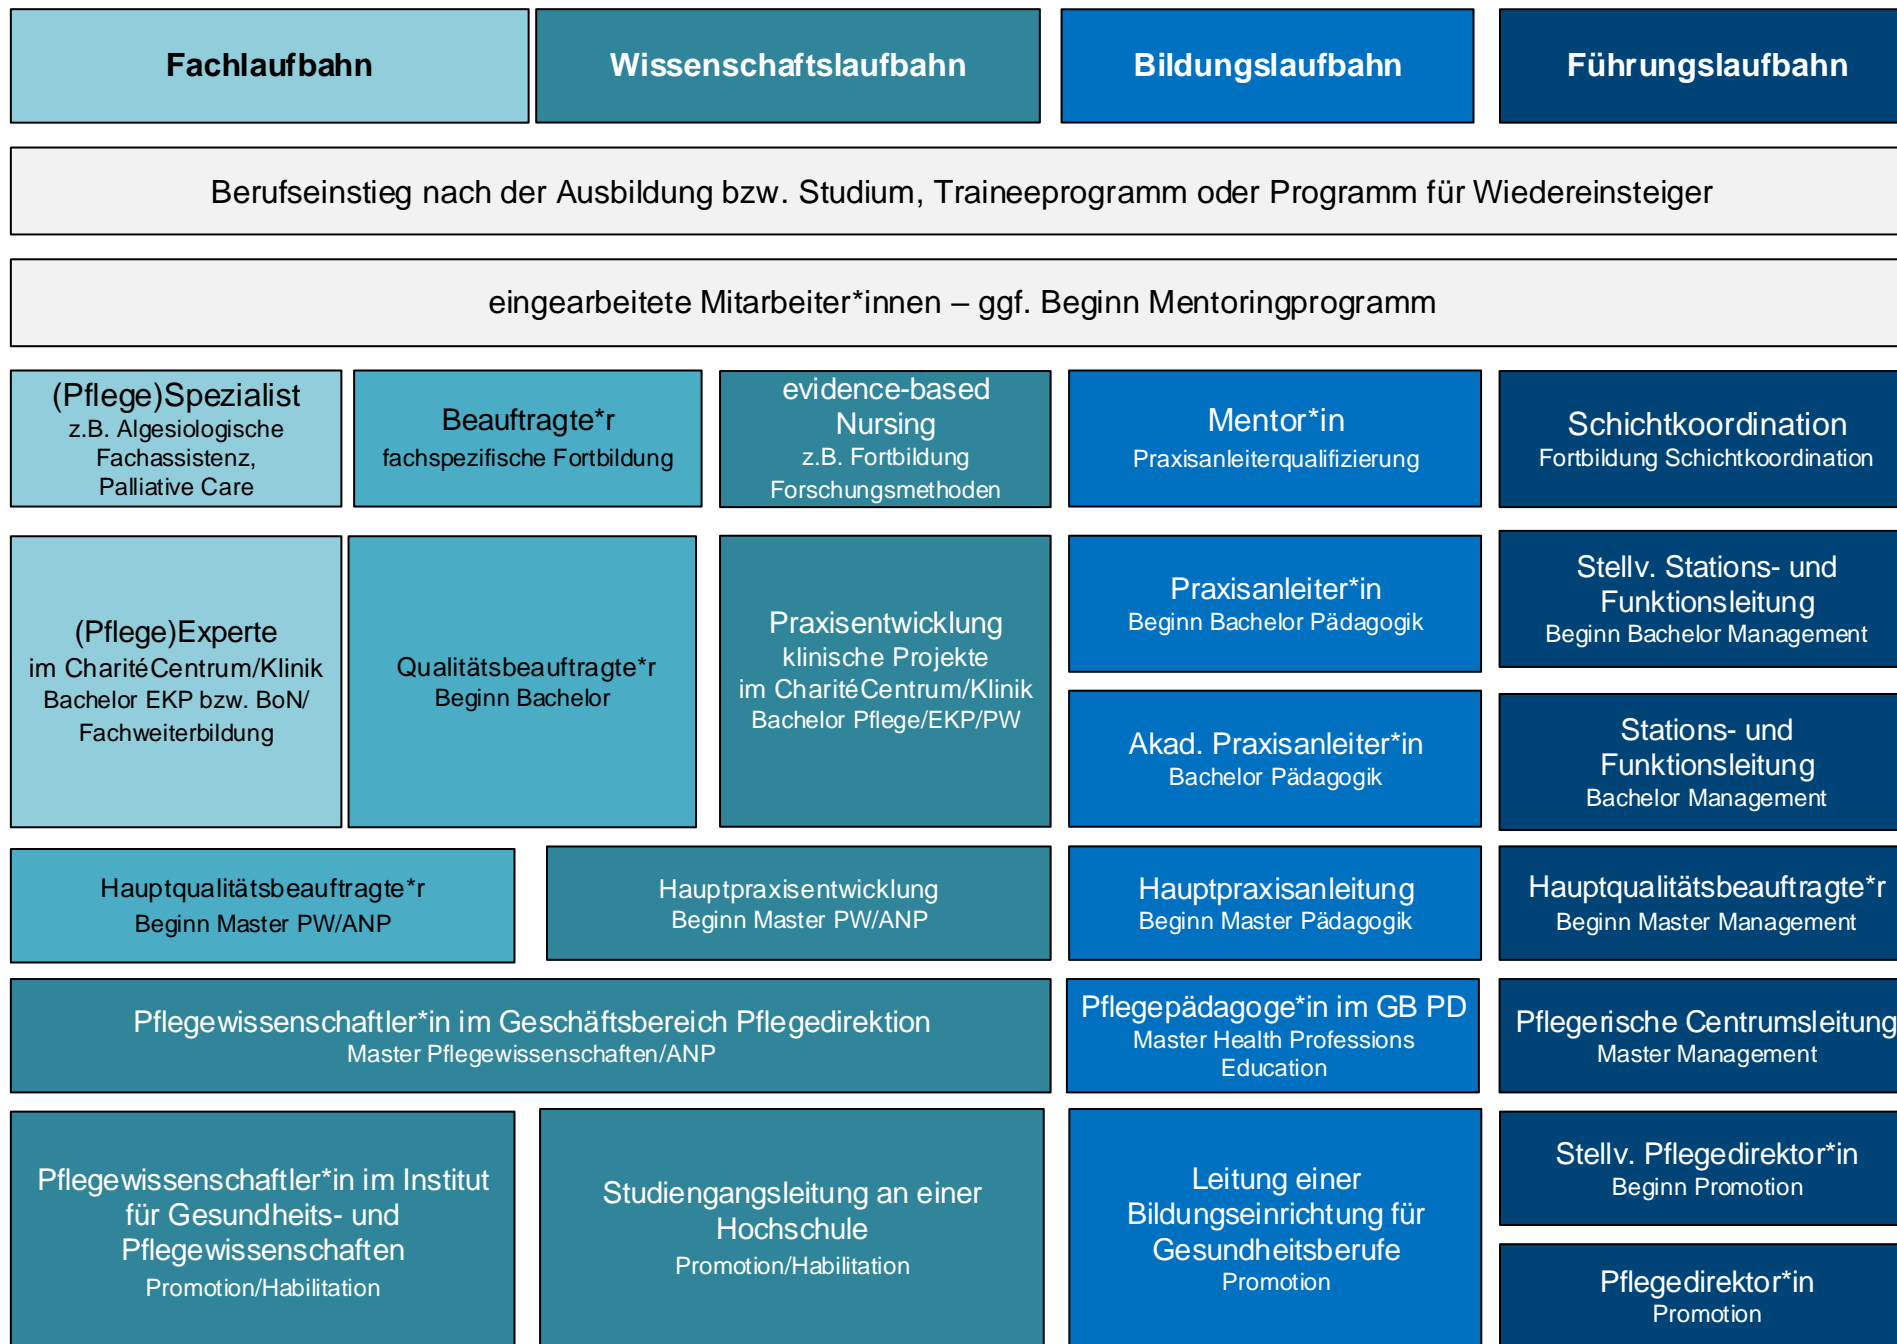 Fachlaufbahn
Wissenschaftslaufbahn
Bildungslaufbahn
Führungslaufbahn
Berufseinstieg nach der Ausbildung bzw. Studium, Traineeprogramm oder Programm für Wiedereinsteiger
eingearbeitete Mitarbeiter*innen – ggf. Beginn Mentoringprogramm
(Pflege)Spezialist
z.B. Algesiologische
Fachassistenz,
Palliative Care
Beauftragte*r
fachspezifische Fortbildung
evidence-based
Nursing
z.B. Fortbildung
Forschungsmethoden
Mentor*in
Praxisanleiterqualifizierung
Schichtkoordination
Fortbildung Schichtkoordination
(Pflege)Experte
im CharitéCentrum/Klinik
Bachelor EKP bzw. BoN/
Fachweiterbildung
Qualitätsbeauftragte*r
Beginn Bachelor
Praxisentwicklung
klinische Projekte
im CharitéCentrum/Klinik
Bachelor Pflege/EKP/PW
Praxisanleiter*in
Beginn Bachelor Pädagogik
Stellv. Stations- und
Funktionsleitung
Beginn Bachelor Management
Akad. Praxisanleiter*in
Bachelor Pädagogik
Stations- und
Funktionsleitung
Bachelor Management
Hauptqualitätsbeauftragte*r
Beginn Master PW/ANP
Hauptpraxisentwicklung
Beginn Master PW/ANP
Hauptpraxisanleitung
Beginn Master Pädagogik
Hauptqualitätsbeauftragte*r
Beginn Master Management
Pflegewissenschaftler*in im Geschäftsbereich Pflegedirektion
Master Pflegewissenschaften/ANP
Pflegepädagoge*in im GB PD
Master Health Professions
Education
Pflegerische Centrumsleitung
Master Management
Pflegewissenschaftler*in im Institut
für Gesundheits- und
Pflegewissenschaften
Promotion/Habilitation
Studiengangsleitung an einer
Hochschule
Promotion/Habilitation
Leitung einer
Bildungseinrichtung für
Gesundheitsberufe
Promotion
Stellv. Pflegedirektor*in
Beginn Promotion
Pflegedirektor*in
Promotion